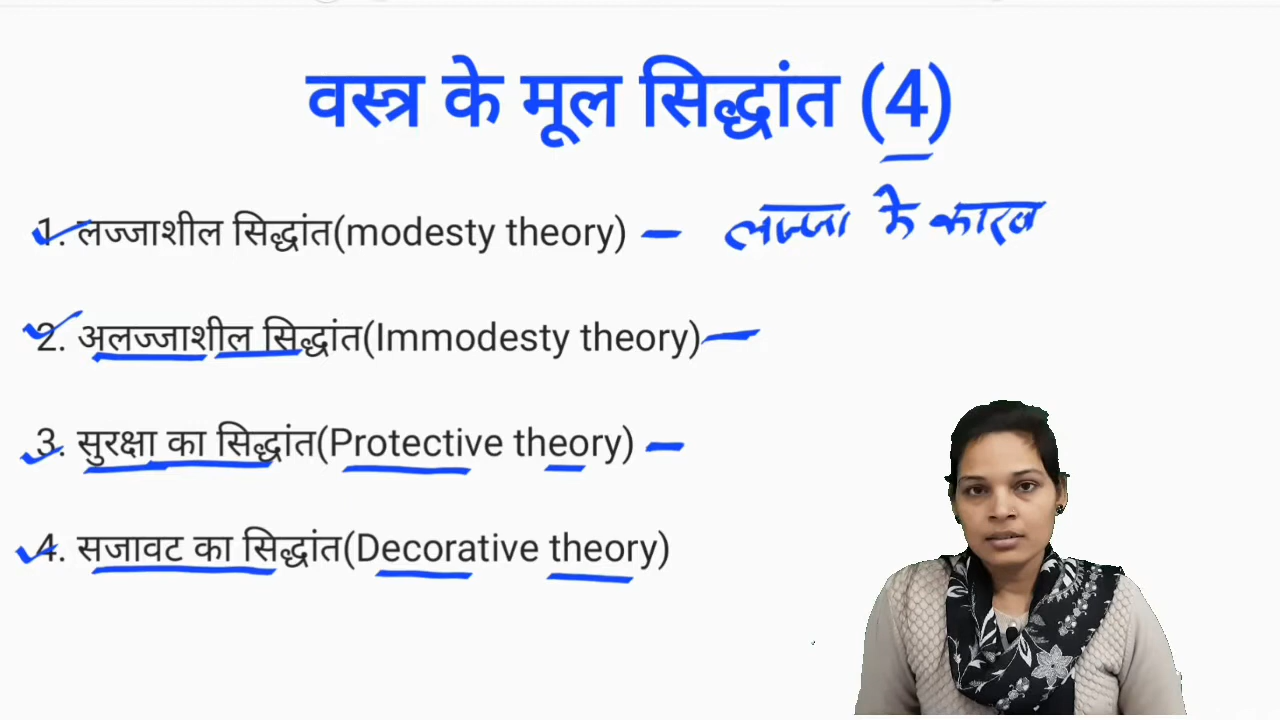 वस्त्र के मूल सिद्धांत (4)
1. लज्जाशील सिद्धांत(modesty theory) — लज्जा के कारण
2. अलज्जाशील सिद्धांत(Immodesty theory) —
3. सुरक्षा का सिद्धांत(Protective theory) —
4. सजावट का सिद्धांत(Decorative theory)